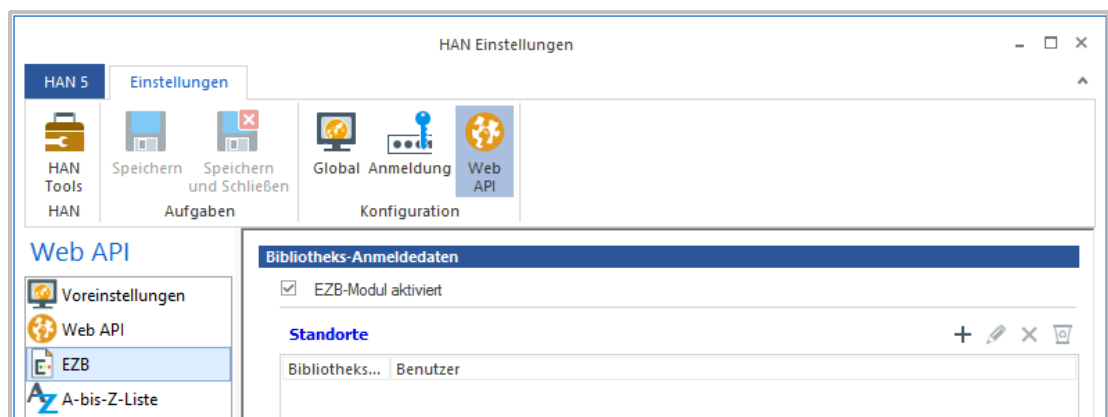 HAN Einstellungen
HAN 5 Einstellungen
HAN Tools
Speichern
Speichern und Schließen
Global
Anmeldung
Web API
HAN
Aufgaben
Konfiguration
Web API
Voreinstellungen
Web API
EZB
A-bis-Z-Liste
Bibliotheks-Anmeldedaten
EZB-Modul aktiviert
Standorte
Bibliotheks... Benutzer